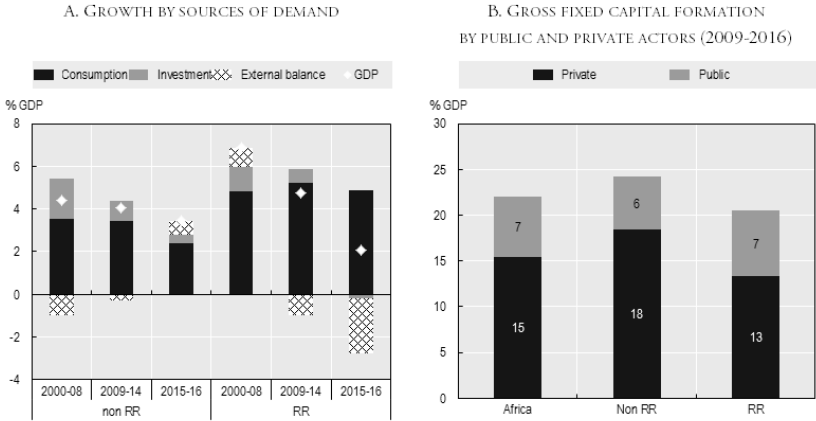 A. GROWTH BY SOURCES OF DEMAND
Consumption Investment External balance GDP
% GDP
8
6
4
2
0
-2
-4
2000-08 2009-14 2015-16 2000-08 2009-14 2015-16
non RR RR
B. GROSS FIXED CAPITAL FORMATION
BY PUBLIC AND PRIVATE ACTORS (2009-2016)
Private Public
% GDP
30
25
20
15
10
5
0
7
6
7
15
18
13
Africa Non RR RR